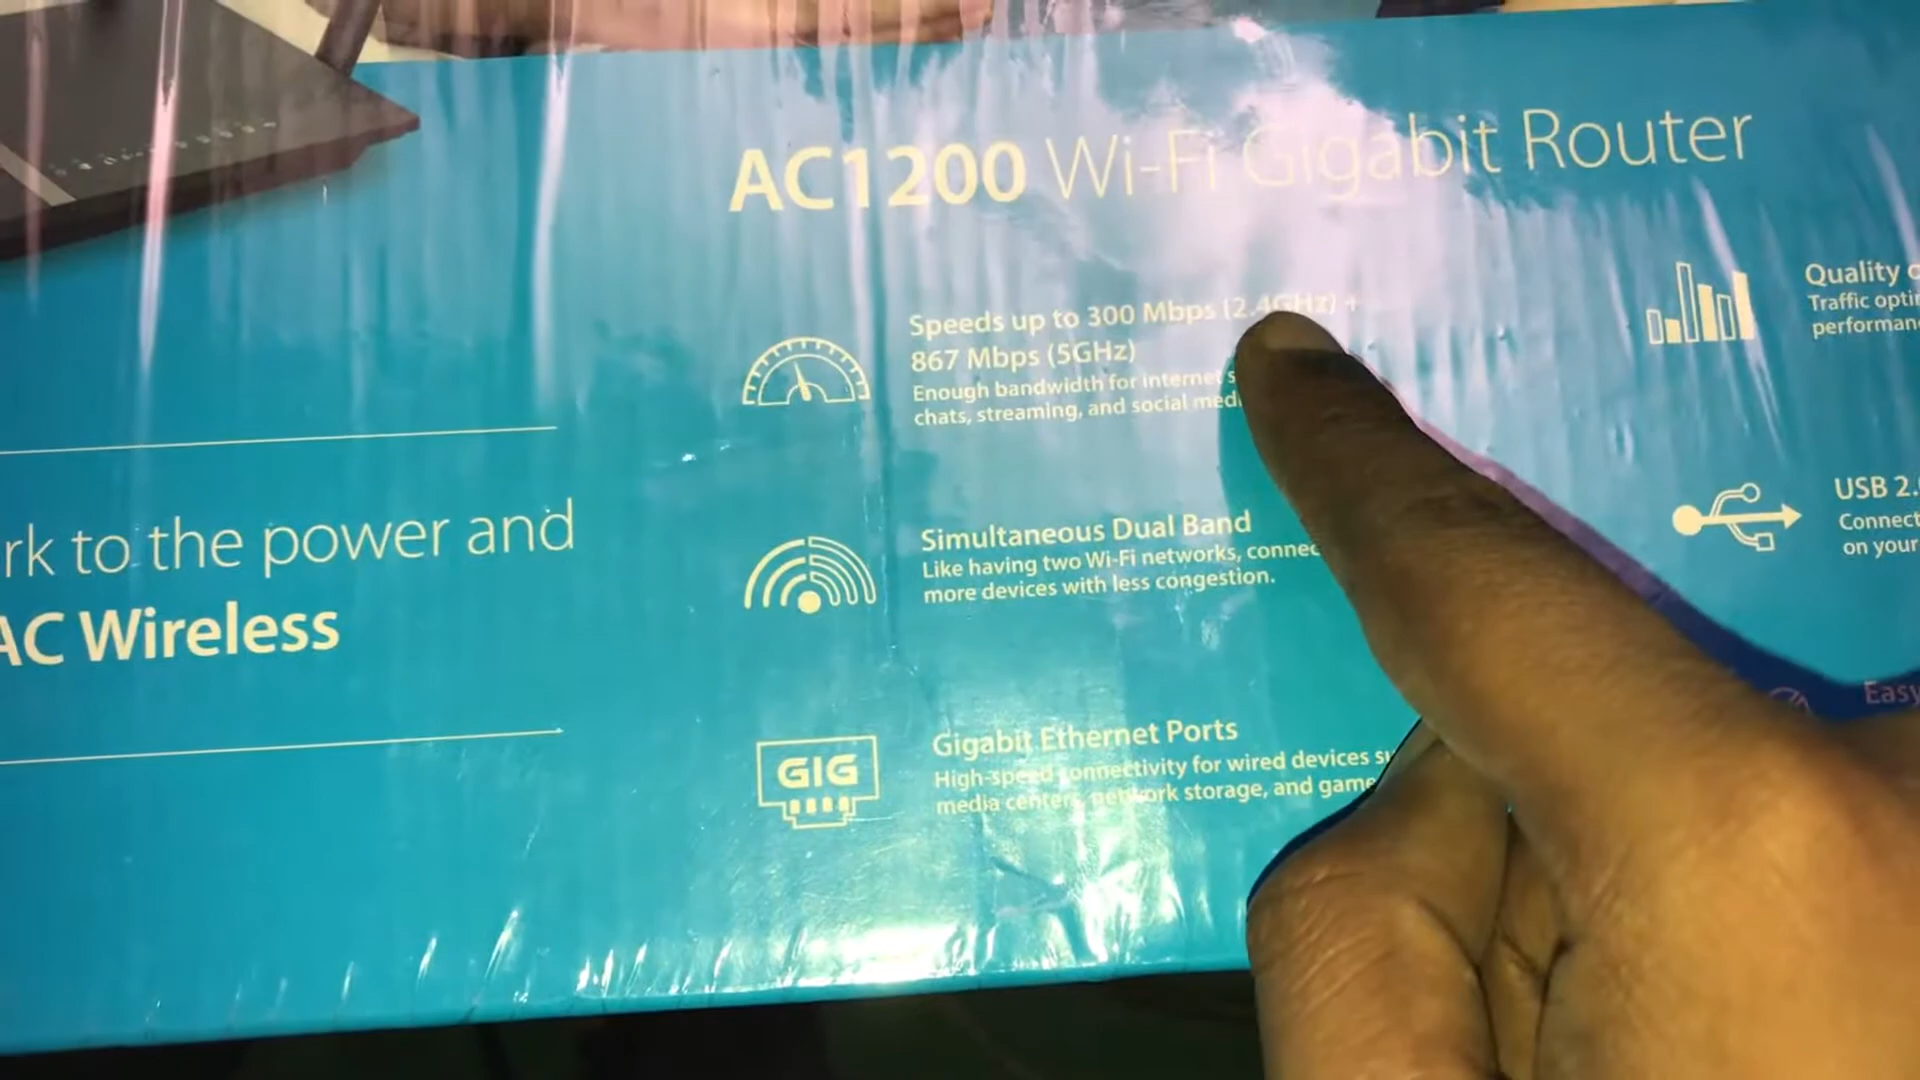 AC1200 Wi-Fi Gigabit Router
Speeds up to 300 Mbps (2.4GHz) +
867 Mbps (5GHz)
Enough bandwidth for internet
chats, streaming, and social
Simultaneous Dual Band
Like having two Wi-Fi networks,
more devices with less congestion.
GIG
Gigabit Ethernet Ports
High-speed connectivity for wired devices
media centers, network storage, and
to the power and
AC Wireless
Quality
Traffic
USB 2.
Connect
on your
Easy